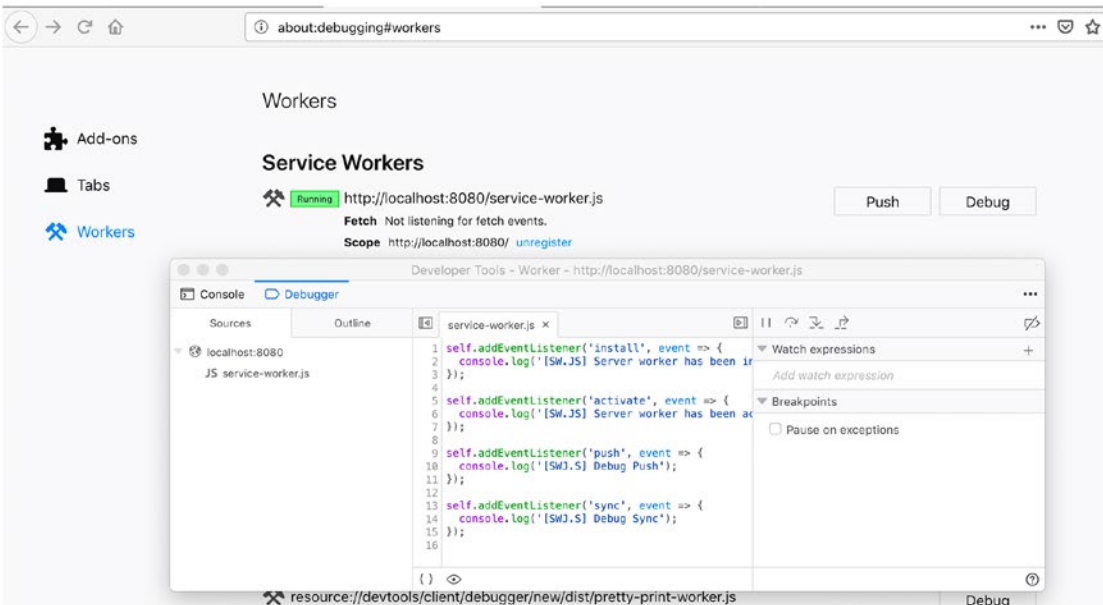 about:debugging#workers
Workers
Add-ons
Tabs
Workers
Service Workers
Running http://localhost:8080/service-worker.js
Push
Debug
Fetch Not listening for fetch events.
Scope http://localhost:8080/ unregister
Developer Tools - Worker - http://localhost:8080/service-worker.js
Console
Debugger
Sources
Outline
service-worker.js ×
localhost:8080
JS service-worker.js
1 self.addEventListener('install', event => {
2 console.log('[SW.JS] Server worker has been in
3 });
4
5 self.addEventListener('activate', event => {
6 console.log('[SW.JS] Server worker has been ac
7 });
8
9 self.addEventListener('push', event => {
10 console.log('[SWJ.S] Debug Push');
11 });
12
13 self.addEventListener('sync', event => {
14 console.log('[SWJ.S] Debug Sync');
15 });
16
Watch expressions
Add watch expression
Breakpoints
Pause on exceptions
{ }
resource://devtools/client/debugger/new/dist/pretty-print-worker.js
Debug